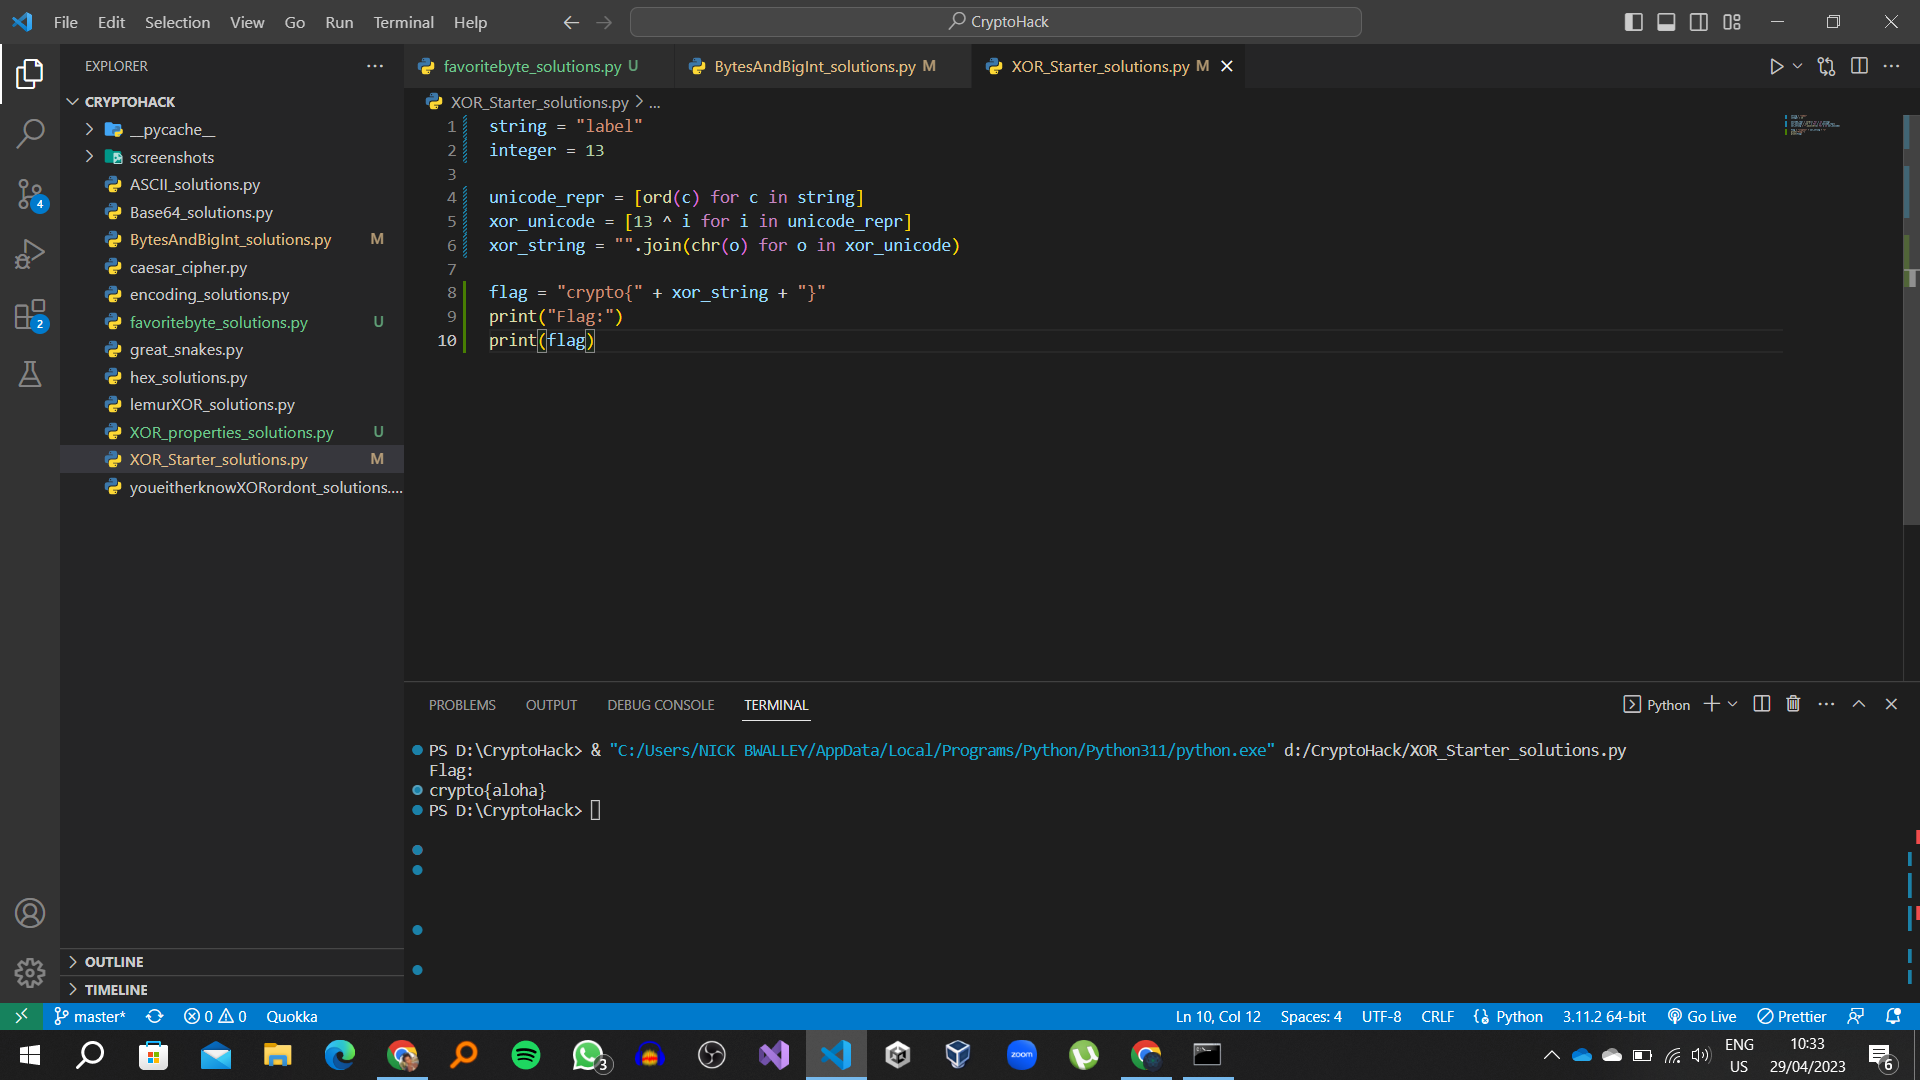 File Edit Selection View Go Run Terminal Help
CryptoHack
EXPLORER
CRYPTOHACK
__pycache__
screenshots
ASCII_solutions.py
Base64_solutions.py
BytesAndBigInt_solutions.py M
caesar_cipher.py
encoding_solutions.py
favoritebyte_solutions.py U
great_snakes.py
hex_solutions.py
lemurXOR_solutions.py
XOR_properties_solutions.py U
XOR_Starter_solutions.py M
youeitherknowXORordont_solutions....
OUTLINE
TIMELINE
4
2
favoritebyte_solutions.py U
BytesAndBigInt_solutions.py M
XOR_Starter_solutions.py M
XOR_Starter_solutions.py > ...
1 string = "label"
2 integer = 13
3
4 unicode_repr = [ord(c) for c in string]
5 xor_unicode = [13 ^ i for i in unicode_repr]
6 xor_string = "".join(chr(o) for o in xor_unicode)
7
8 flag = "crypto{" + xor_string + "}"
9 print("Flag:")
10 print(flag)
PROBLEMS OUTPUT DEBUG CONSOLE TERMINAL
Python
PS D:\CryptoHack> & "C:/Users/NICK BWALLEY/AppData/Local/Programs/Python/Python311/python.exe" d:/CryptoHack/XOR_Starter_solutions.py
Flag:
crypto{aloha}
PS D:\CryptoHack>
master* 0 0 Quokka
Ln 10, Col 12 Spaces: 4 UTF-8 CRLF Python 3.11.2 64-bit Go Live Prettier
3
zoom
ENG
US
10:33
29/04/2023
6